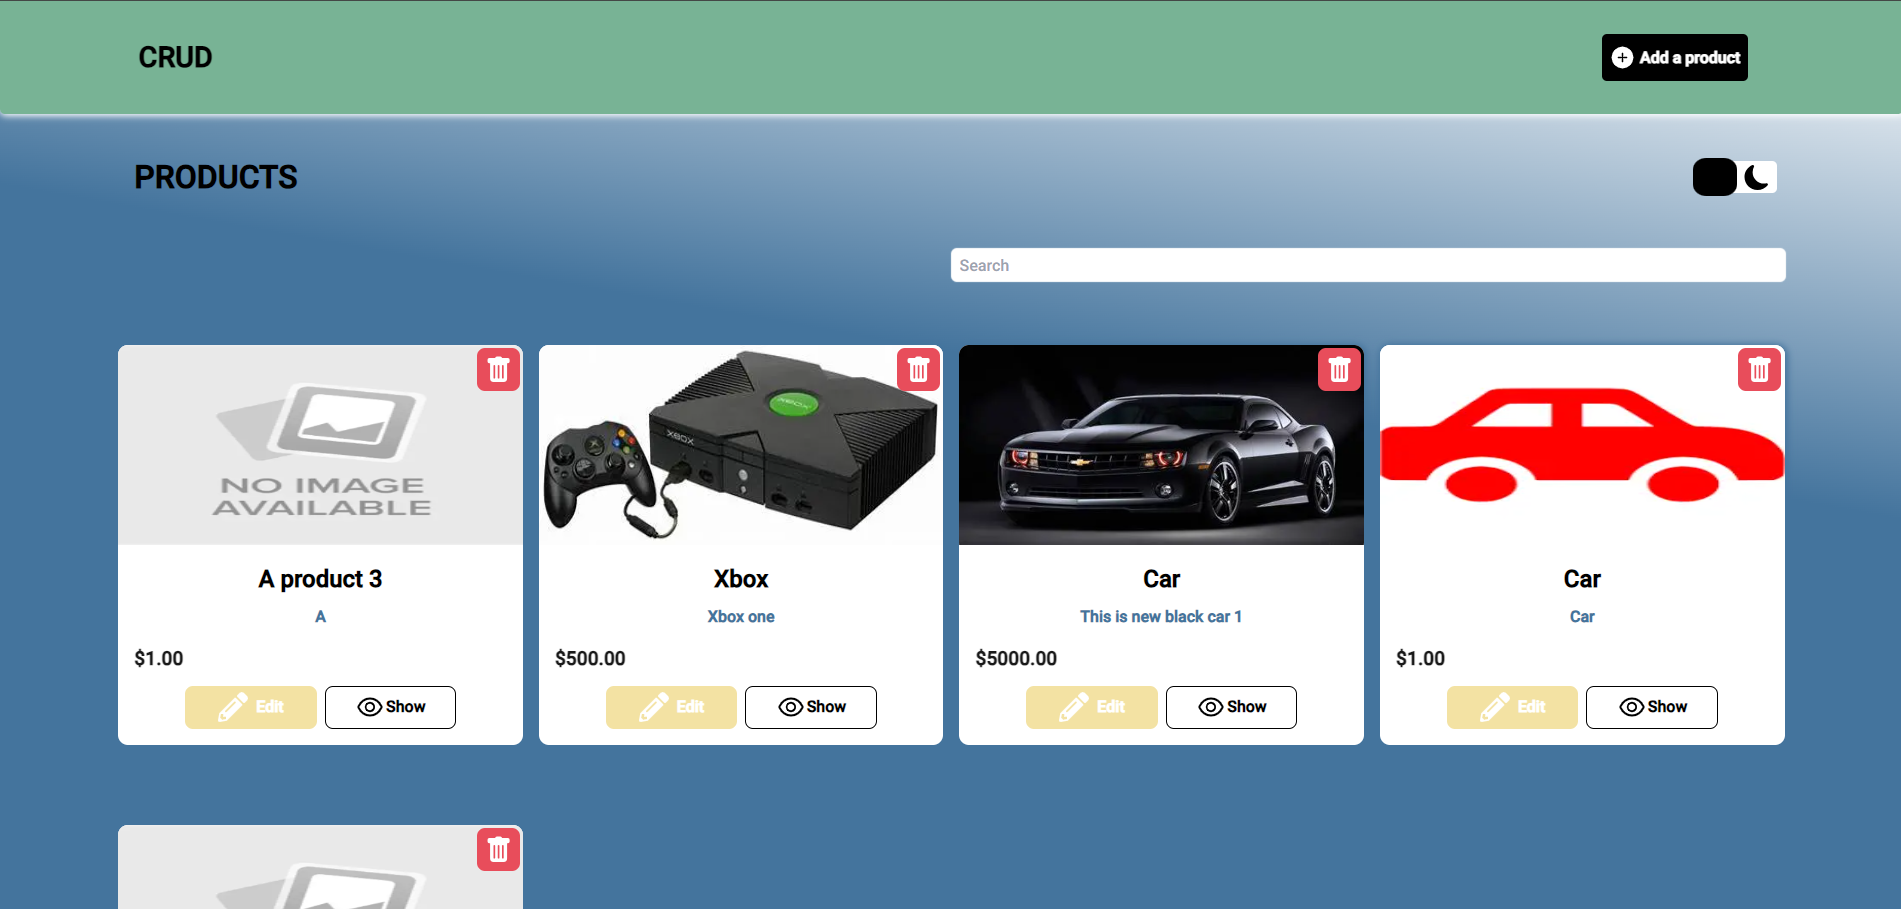 CRUD
Add a product
PRODUCTS
Search
NO IMAGE
AVAILABLE
XBOX
XBOX
A product 3
A
$1.00
Edit
Show
Xbox
Xbox one
$500.00
Edit
Show
Car
This is new black car 1
$5000.00
Edit
Show
Car
Car
$1.00
Edit
Show